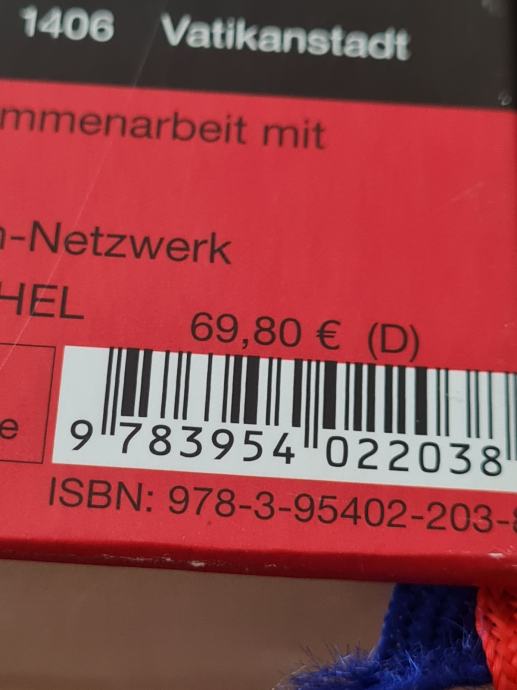 1406 Vatikanstadt
mmenarbeit mit
-Netzwerk
HEL
69,80 € (D)
e
9 783954 022038
ISBN: 978-3-95402-203-